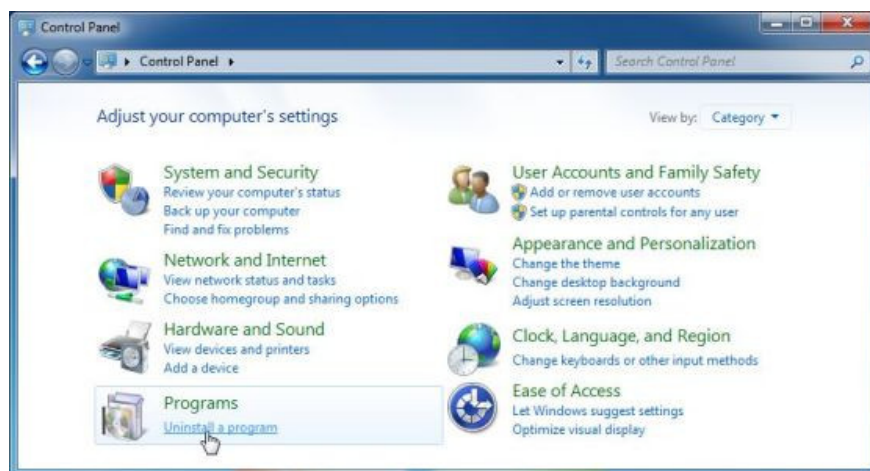 Control Panel
Control Panel
Search Control Panel
Adjust your computer's settings
View by: Category
System and Security
Review your computer's status
Back up your computer
Find and fix problems
Network and Internet
View network status and tasks
Choose homegroup and sharing options
Hardware and Sound
View devices and printers
Add a device
Programs
Uninstall a program
User Accounts and Family Safety
Add or remove user accounts
Set up parental controls for any user
Appearance and Personalization
Change the theme
Change desktop background
Adjust screen resolution
Clock, Language, and Region
Change keyboards or other input methods
Ease of Access
Let Windows suggest settings
Optimize visual display